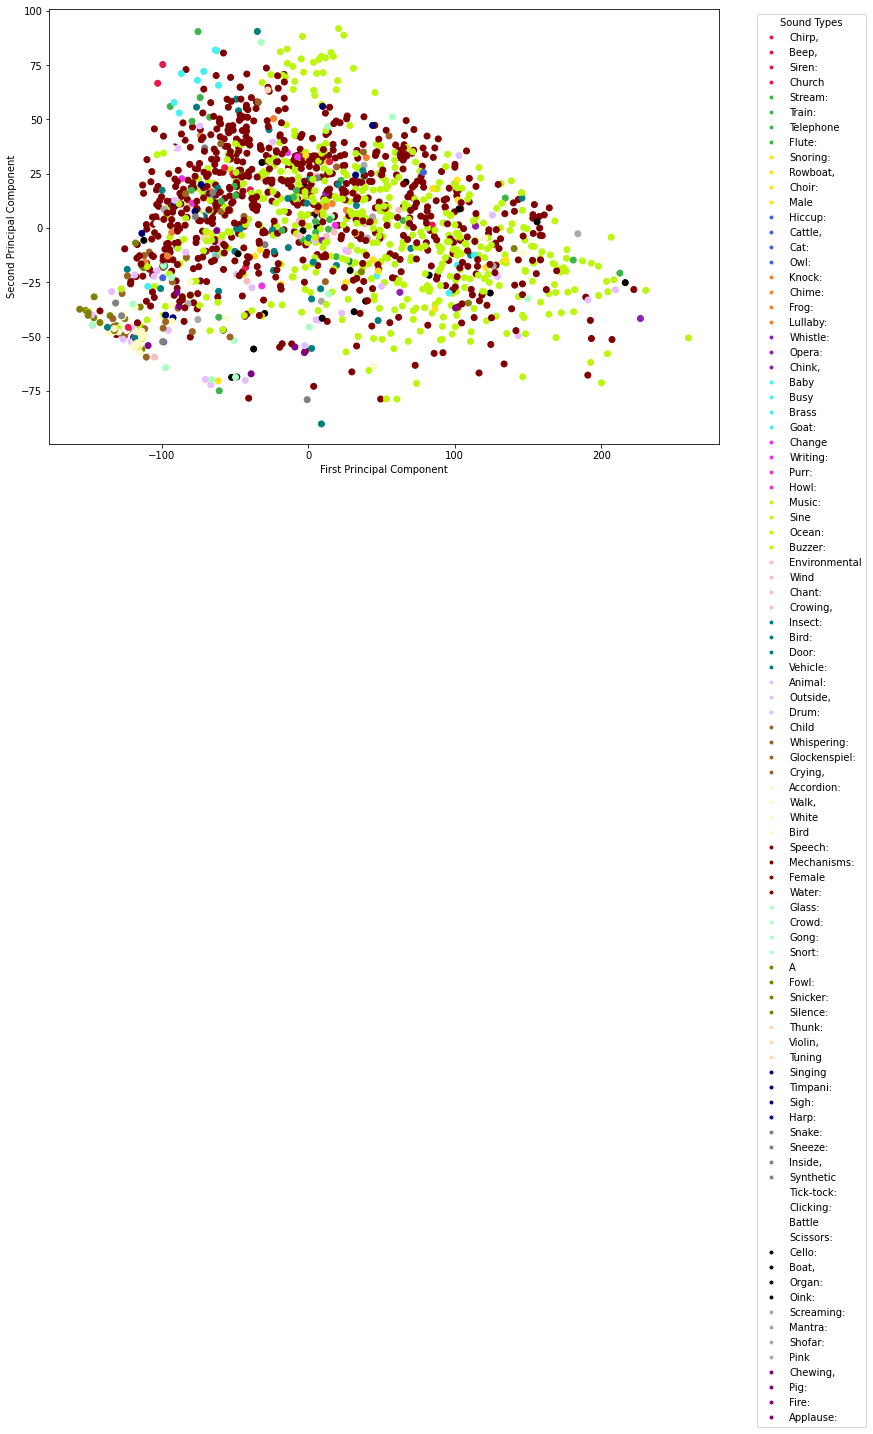 100
75
50
25
0
−25
−50
−75
Second Principal Component
−100
0
100
200
First Principal Component
Sound Types
Chirp,
Beep,
Siren:
Church
Stream:
Train:
Telephone
Flute:
Snoring:
Rowboat,
Choir:
Male
Hiccup:
Cattle,
Cat:
Owl:
Knock:
Chime:
Frog:
Lullaby:
Whistle:
Opera:
Chink,
Baby
Busy
Brass
Goat:
Change
Writing:
Purr:
Howl:
Music:
Sine
Ocean:
Buzzer:
Environmental
Wind
Chant:
Crowing,
Insect:
Bird:
Door:
Vehicle:
Animal:
Outside,
Drum:
Child
Whispering:
Glockenspiel:
Crying,
Accordion:
Walk,
White
Bird
Speech:
Mechanisms:
Female
Water:
Glass:
Crowd:
Gong:
Snort:
A
Fowl:
Snicker:
Silence:
Thunk:
Violin,
Tuning
Singing
Timpani:
Sigh:
Harp:
Snake:
Sneeze:
Inside,
Synthetic
Tick-tock:
Clicking:
Battle
Scissors:
Cello:
Boat,
Organ:
Oink:
Screaming:
Mantra:
Shofar:
Pink
Chewing,
Pig:
Fire:
Applause: